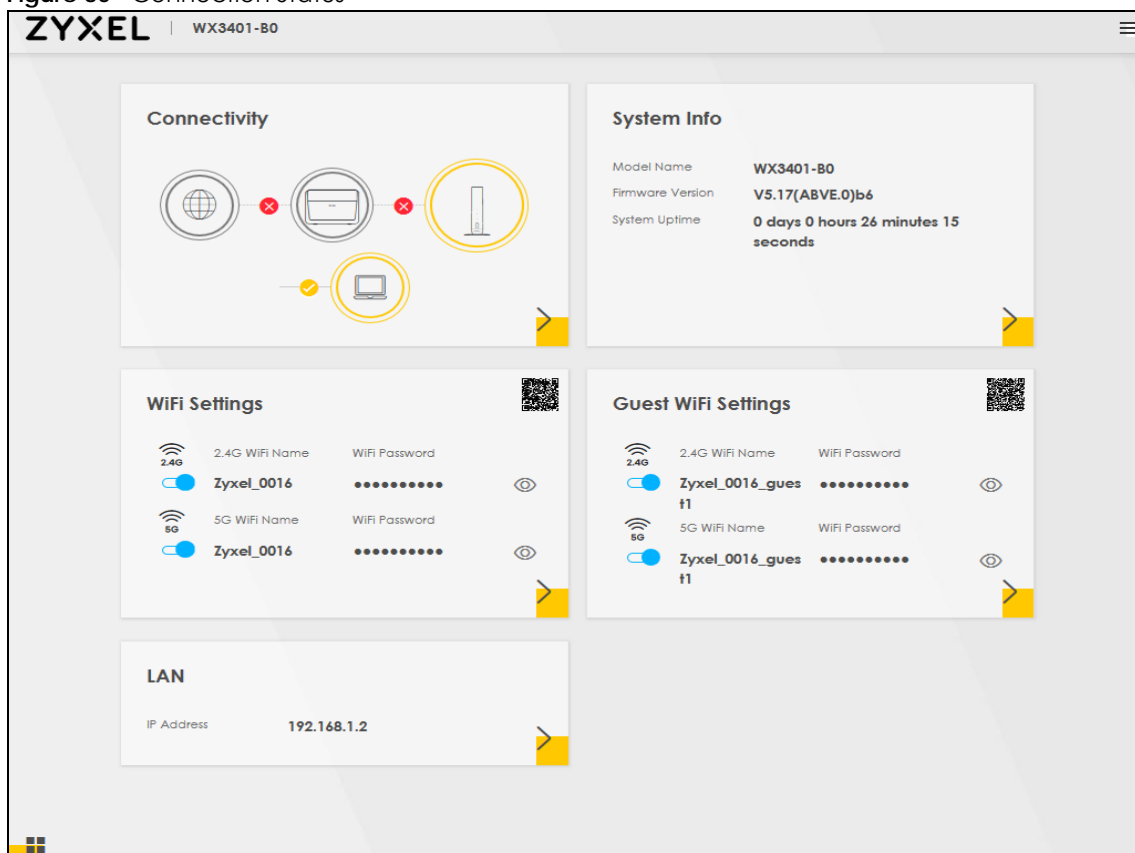 ZYXEL WX3401-B0
Connectivity
System Info
Model Name WX3401-B0
Firmware Version V5.17(ABVE.0)b6
System Uptime 0 days 0 hours 26 minutes 15
seconds
WiFi Settings
2.4G
2.4G WiFi Name WiFi Password
Zyxel_0016 ●●●●●●●●●●
5G
5G WiFi Name WiFi Password
Zyxel_0016 ●●●●●●●●●●
Guest WiFi Settings
2.4G
2.4G WiFi Name WiFi Password
Zyxel_0016_gues ●●●●●●●●●●
t1
5G
5G WiFi Name WiFi Password
Zyxel_0016_gues ●●●●●●●●●●
t1
LAN
IP Address 192.168.1.2